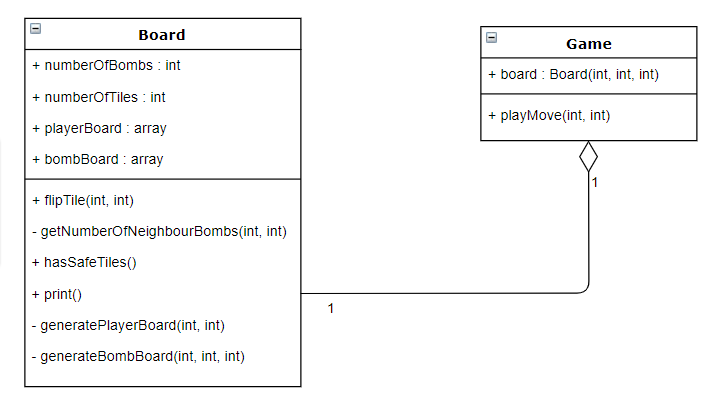 Board
+ numberOfBombs : int
+ numberOfTiles : int
+ playerBoard : array
+ bombBoard : array
+ flipTile(int, int)
- getNumberOfNeighbourBombs(int, int)
+ hasSafeTiles()
+ print()
- generatePlayerBoard(int, int)
- generateBombBoard(int, int, int)
Game
+ board : Board(int, int, int)
+ playMove(int, int)
1
1